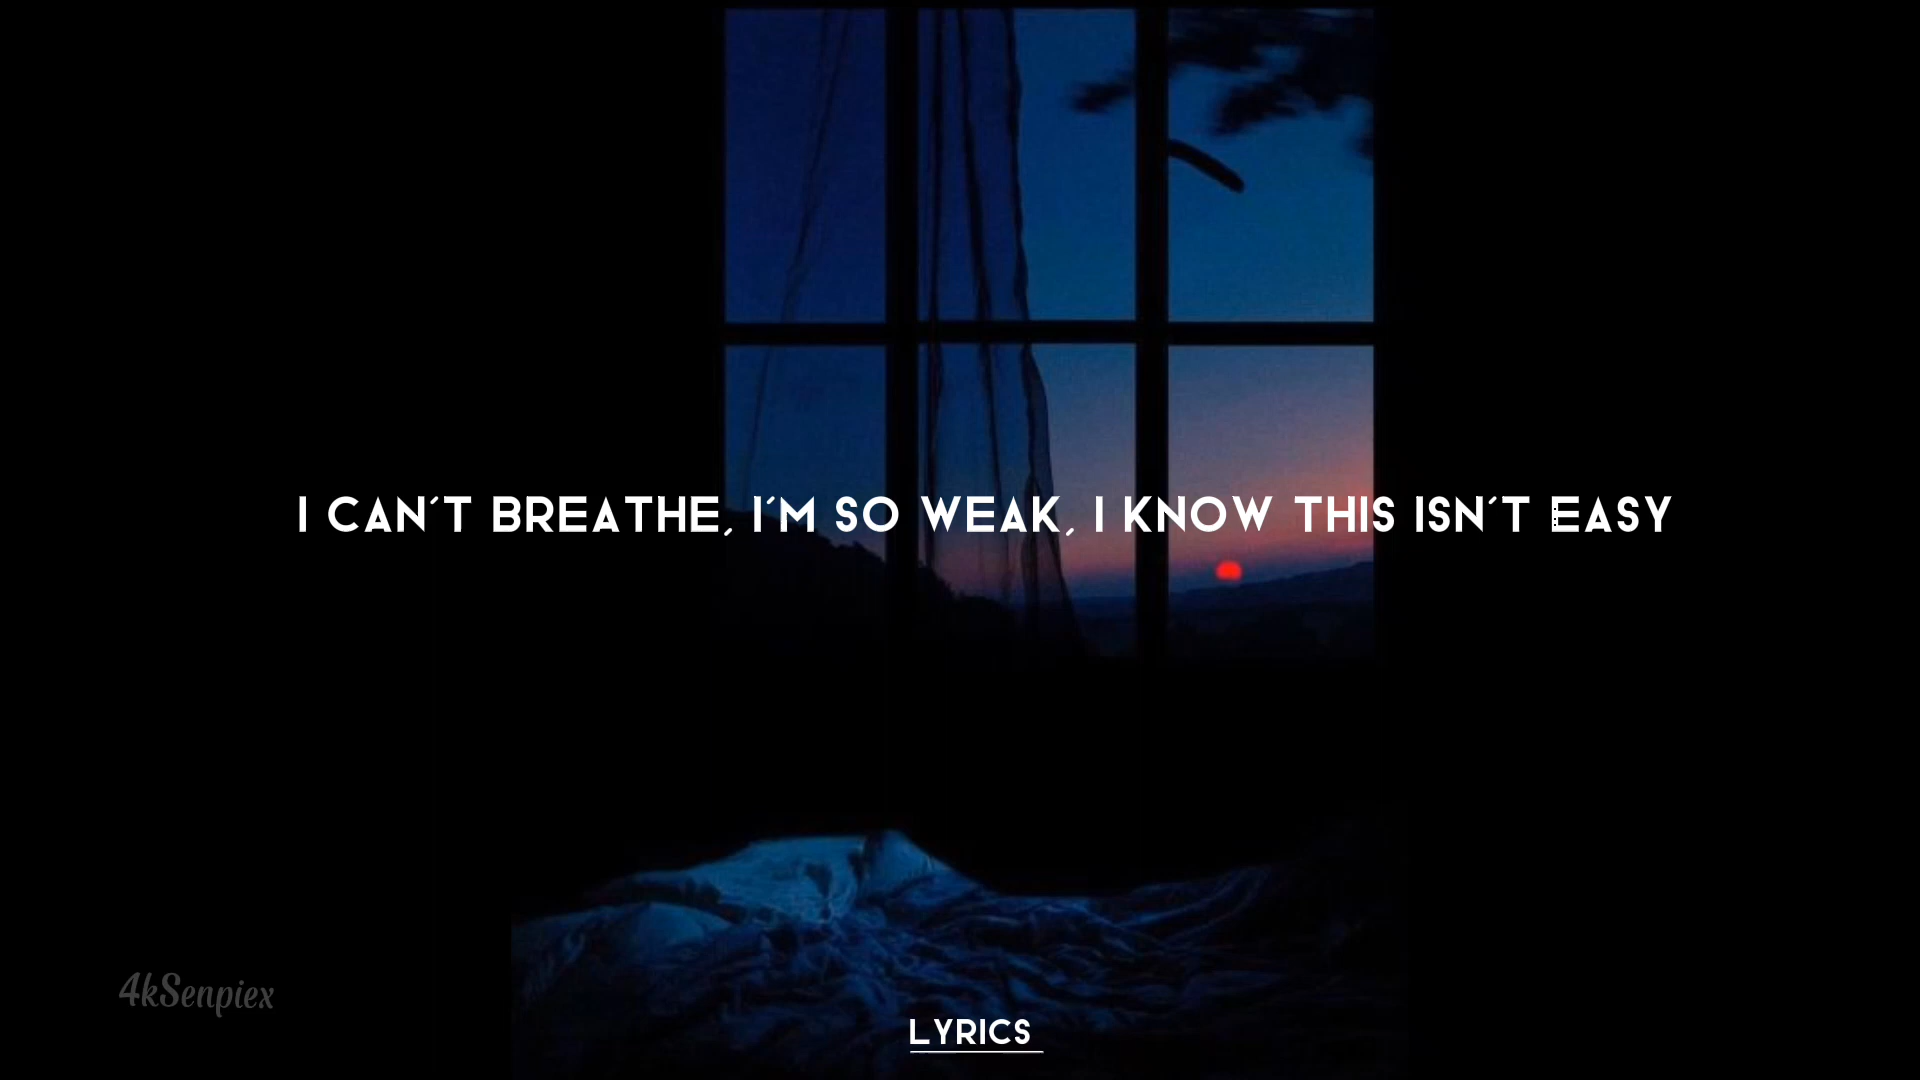 I CAN'T BREATHE, I'M SO WEAK, I KNOW THIS ISN'T EASY
4kSenpiex
LYRICS